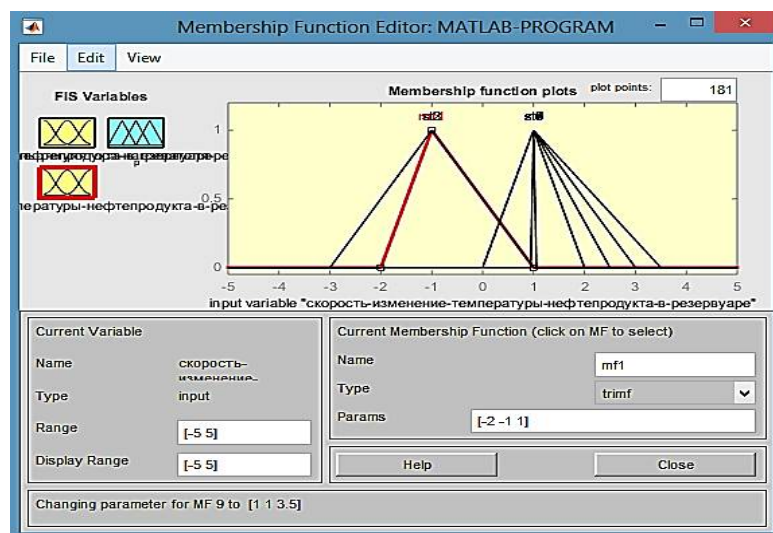 Membership Function Editor: MATLAB-PROGRAM
File Edit View
FIS Variables
Membership function plots
plot points:
181
1
0.5
0
-5 -4 -3 -2 -1 0 1 2 3 4 5
input variable "скорость-изменение-температуры-нефтепродукта-в-резервуаре"
Current Variable
Name
скорость-изменение-
Type
input
Range
[-5 5]
Display Range
[-5 5]
Current Membership Function (click on MF to select)
Name
mf1
Type
trimf
Params
[-2 -1 1]
Help
Close
Changing parameter for MF 9 to [1 1 3.5]